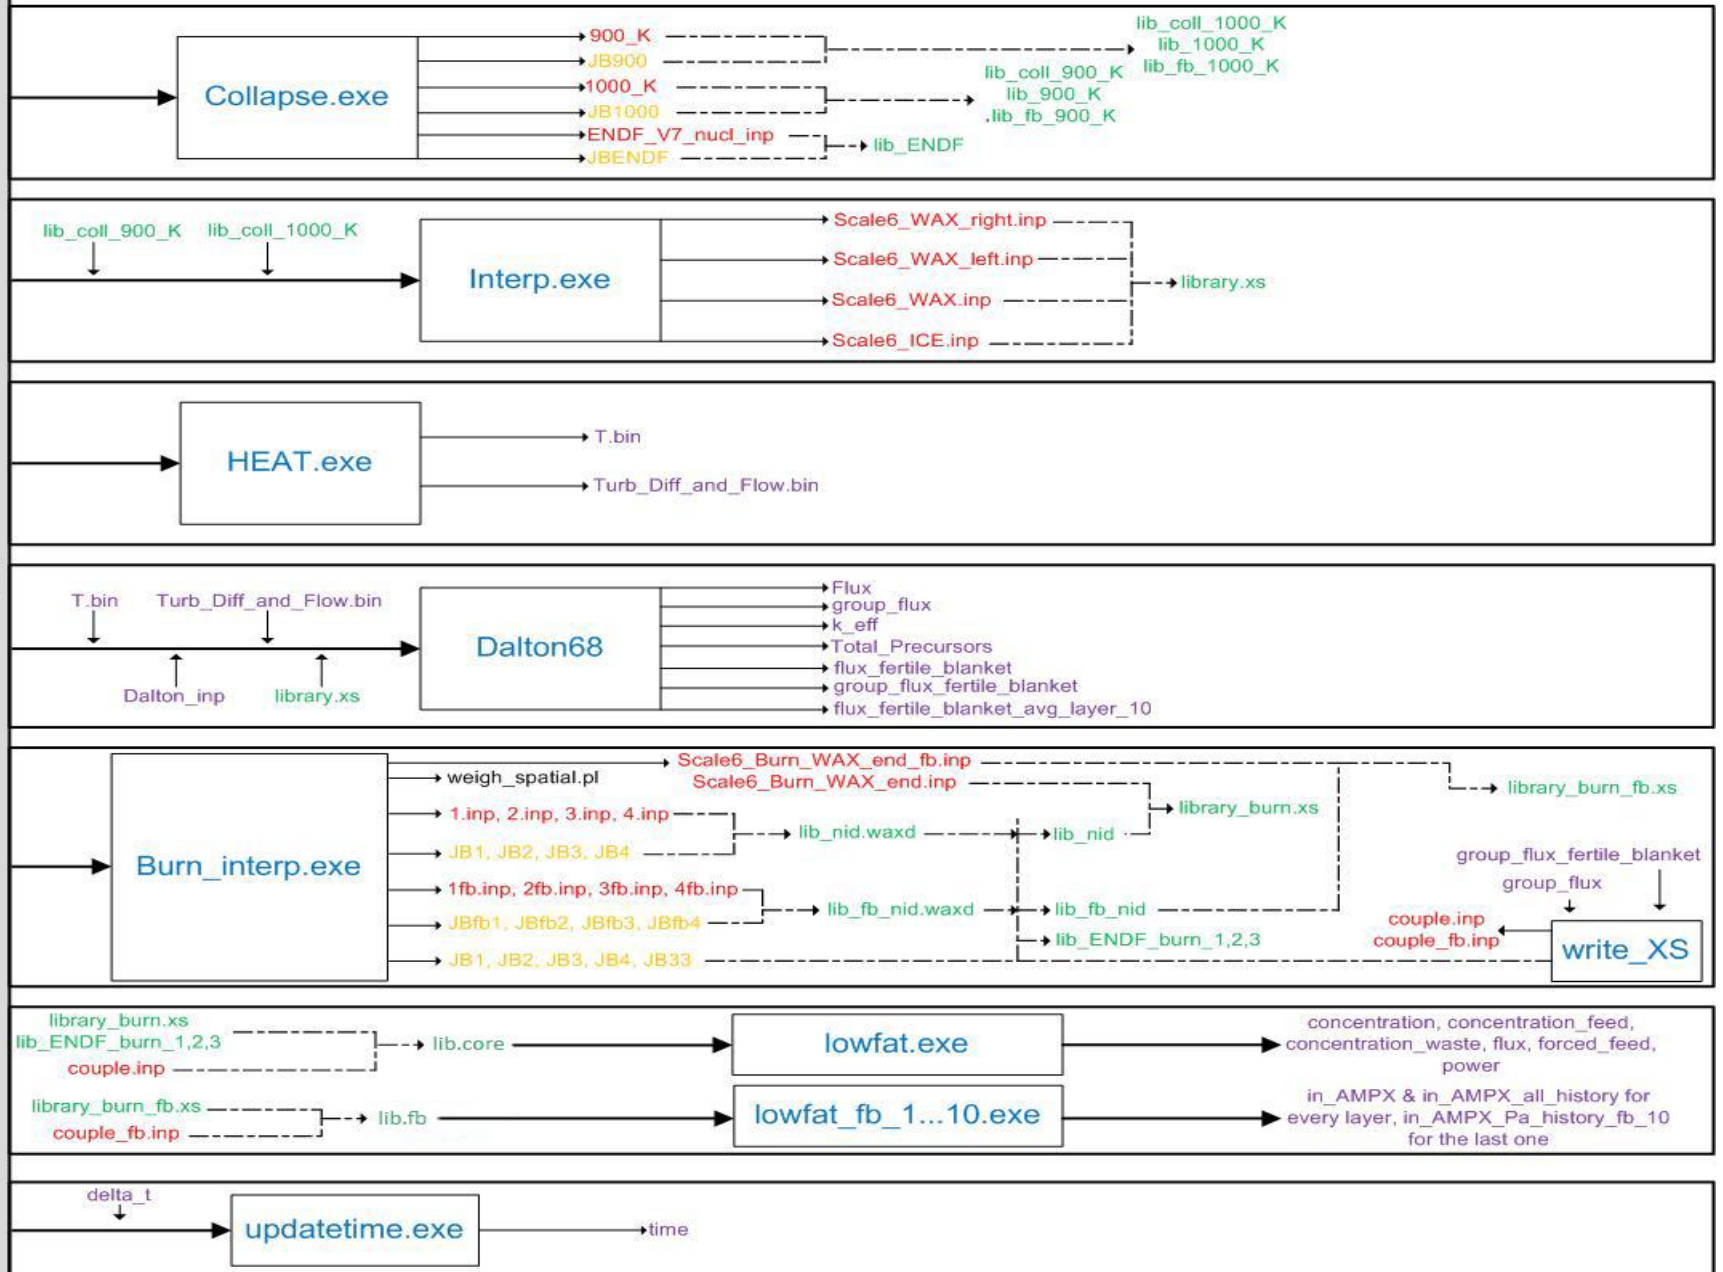 Collapse.exe
900_K
JB900
1000_K
JB1000
ENDF_V7_nucl_inp
JBENDF
lib_coll_1000_K
lib_1000_K
lib_fb_1000_K
lib_coll_900_K
lib_900_K
.lib_fb_900_K
lib_ENDF
lib_coll_900_K
lib_coll_1000_K
Interp.exe
Scale6_WAX_right.inp
Scale6_WAX_left.inp
Scale6_WAX.inp
Scale6_ICE.inp
library.xs
HEAT.exe
T.bin
Turb_Diff_and_Flow.bin
T.bin
Turb_Diff_and_Flow.bin
Dalton_inp
library.xs
Dalton68
Flux
group_flux
k_eff
Total_Precursors
flux_fertile_blanket
group_flux_fertile_blanket
flux_fertile_blanket_avg_layer_10
Burn_interp.exe
Scale6_Burn_WAX_end_fb.inp
weigh_spatial.pl
Scale6_Burn_WAX_end.inp
1.inp, 2.inp, 3.inp, 4.inp
JB1, JB2, JB3, JB4
1fb.inp, 2fb.inp, 3fb.inp, 4fb.inp
JBfb1, JBfb2, JBfb3, JBfb4
JB1, JB2, JB3, JB4, JB33
lib_nid.waxd
lib_fb_nid.waxd
lib_nid
lib_fb_nid
lib_ENDF_burn_1,2,3
library_burn.xs
library_burn_fb.xs
group_flux_fertile_blanket
group_flux
couple.inp
couple_fb.inp
write_XS
library_burn.xs
lib_ENDF_burn_1,2,3
couple.inp
lib.core
lowfat.exe
concentration, concentration_feed,
concentration_waste, flux, forced_feed,
power
library_burn_fb.xs
couple_fb.inp
lib.fb
lowfat_fb_1...10.exe
in_AMPX & in_AMPX_all_history for
every layer, in_AMPX_Pa_history_fb_10
for the last one
delta_t
updatetime.exe
time